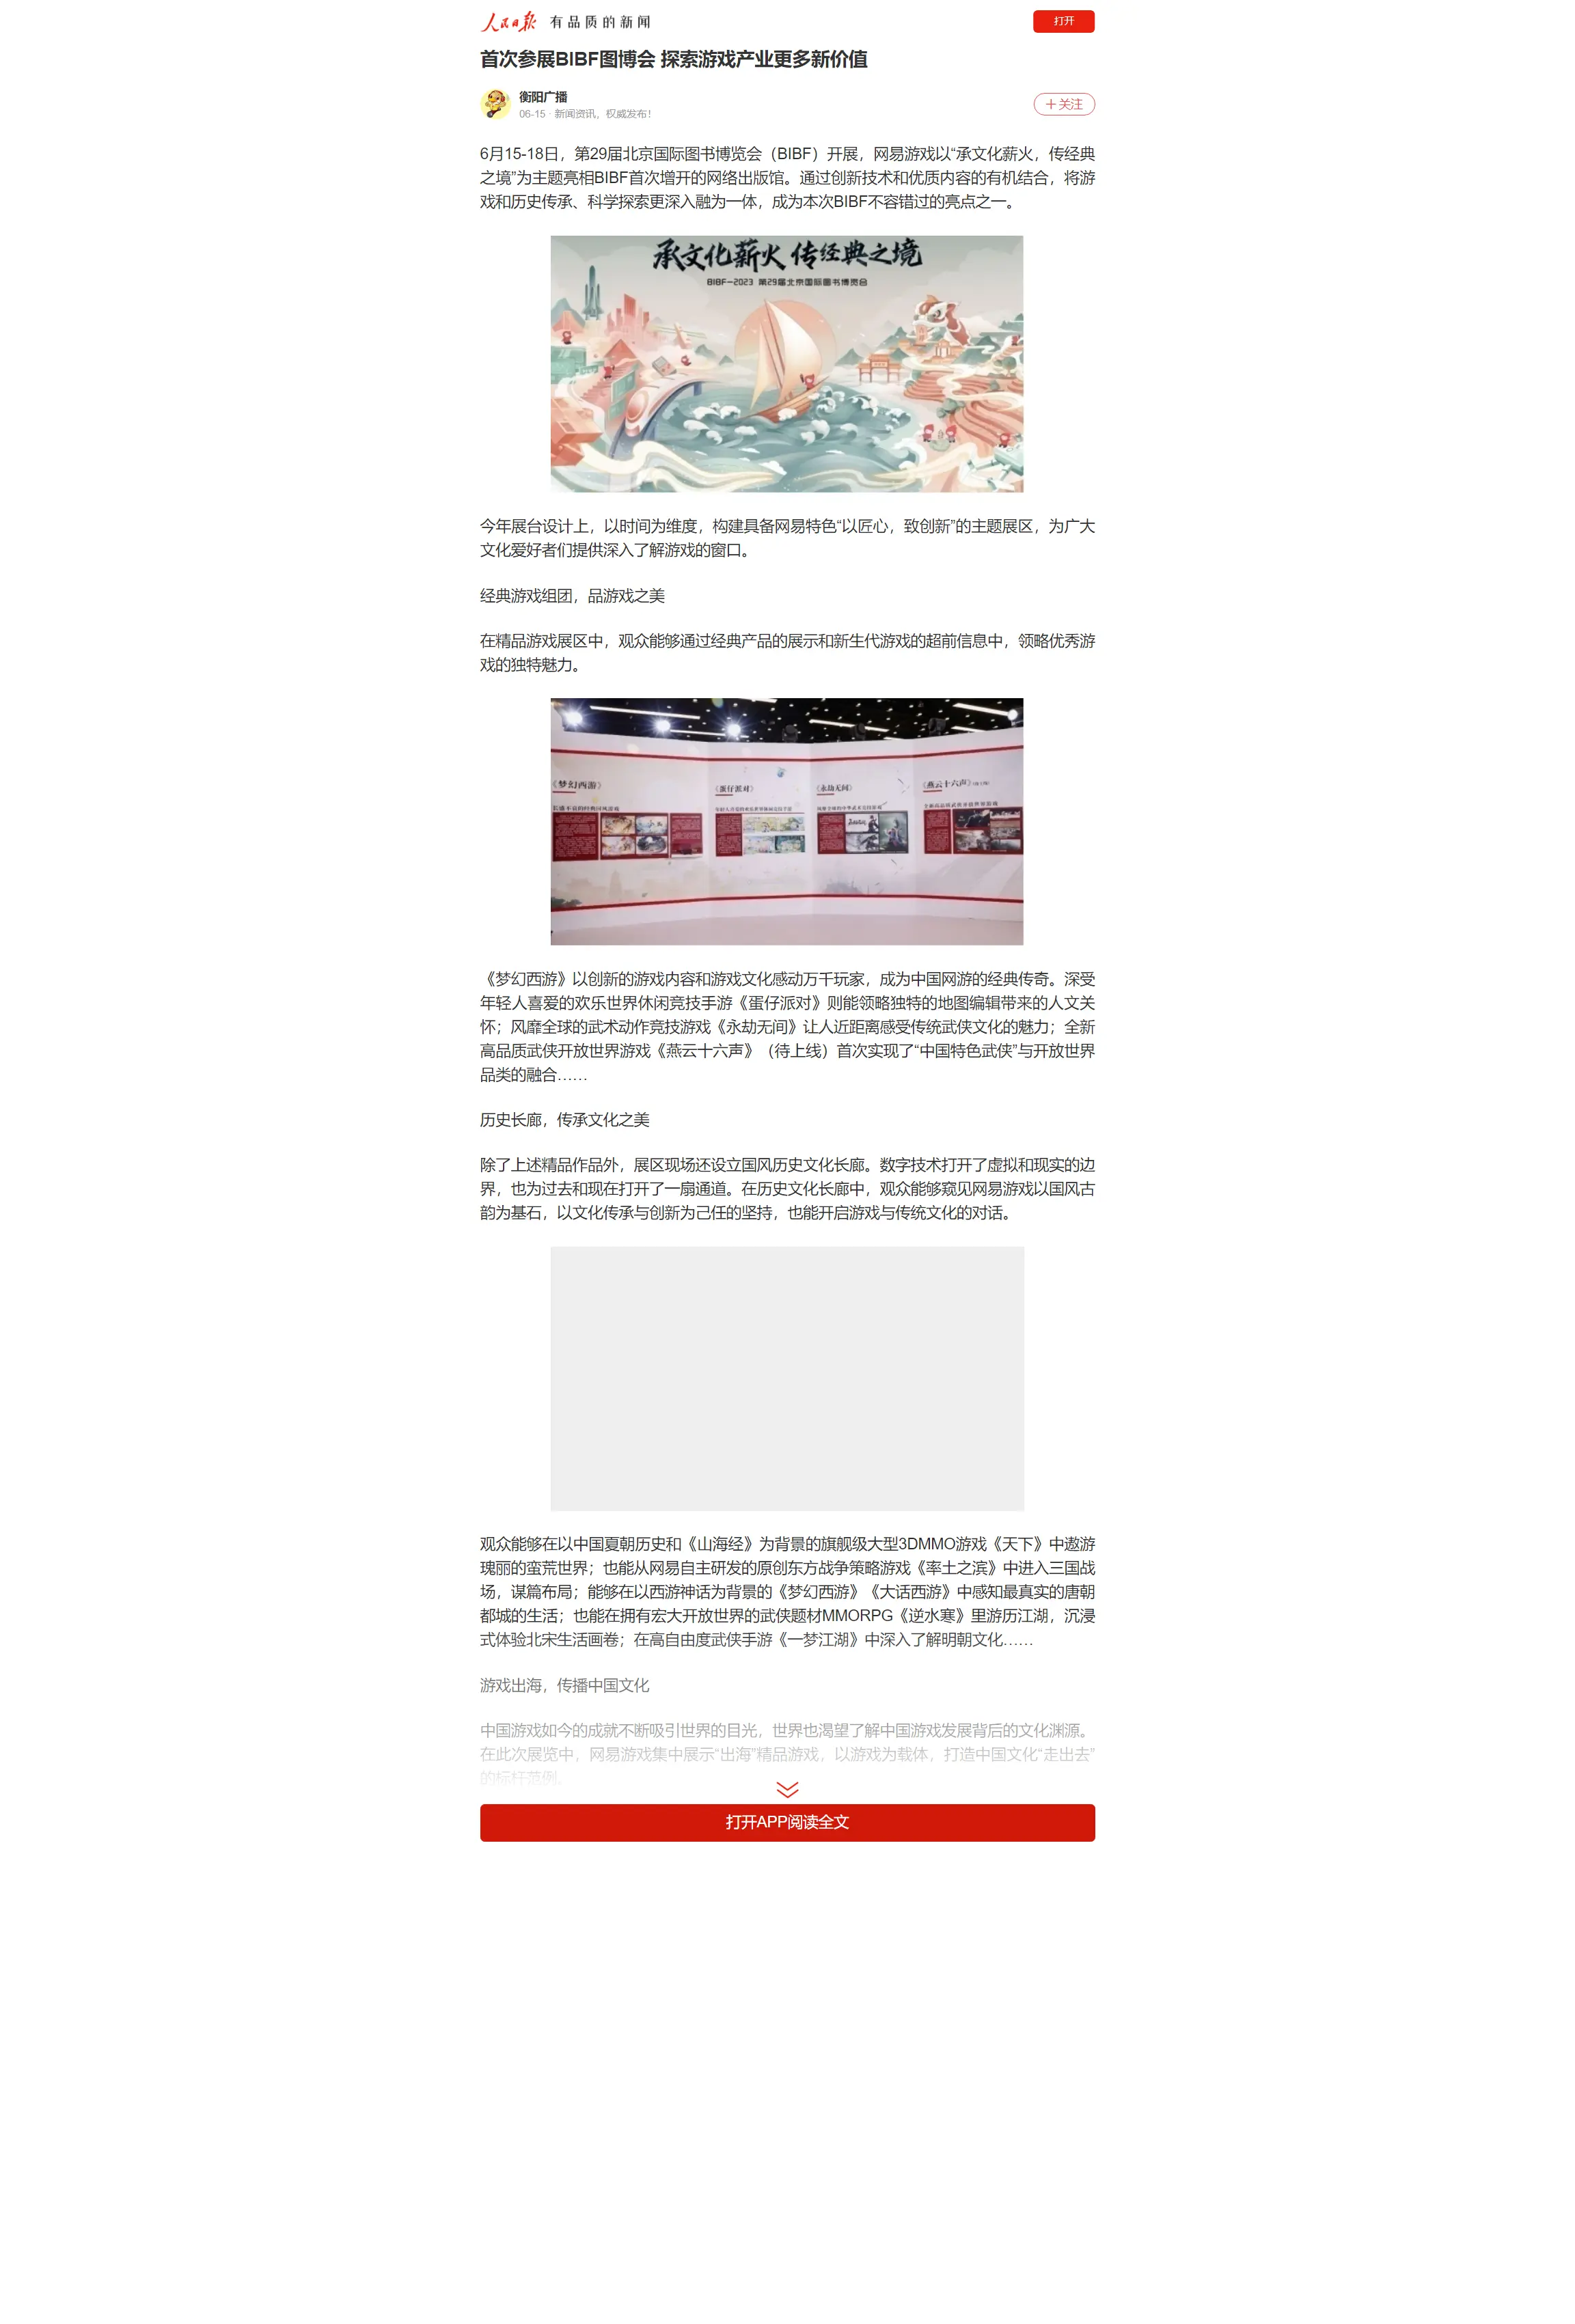 人民日报 有品质的新闻
打开
首次参展BIBF图博会 探索游戏产业更多新价值
衡阳广播
06-15 · 新闻资讯，权威发布！
＋关注
6月15-18日，第29届北京国际图书博览会（BIBF）开展，网易游戏以“承文化薪火，传经典
之境”为主题亮相BIBF首次增开的网络出版馆。通过创新技术和优质内容的有机结合，将游
戏和历史传承、科学探索更深入融为一体，成为本次BIBF不容错过的亮点之一。
承文化薪火 传经典之境
BIBF—2023 第29届北京国际图书博览会
今年展台设计上，以时间为维度，构建具备网易特色“以匠心，致创新”的主题展区，为广大
文化爱好者们提供深入了解游戏的窗口。
经典游戏组团，品游戏之美
在精品游戏展区中，观众能够通过经典产品的展示和新生代游戏的超前信息中，领略优秀游
戏的独特魅力。
《梦幻西游》
《蛋仔派对》
《永劫无间》
《燕云十六声》
《梦幻西游》以创新的游戏内容和游戏文化感动万千玩家，成为中国网游的经典传奇。深受
年轻人喜爱的欢乐世界休闲竞技手游《蛋仔派对》则能领略独特的地图编辑带来的人文关
怀；风靡全球的武术动作竞技游戏《永劫无间》让人近距离感受传统武侠文化的魅力；全新
高品质武侠开放世界游戏《燕云十六声》（待上线）首次实现了“中国特色武侠”与开放世界
品类的融合……
历史长廊，传承文化之美
除了上述精品作品外，展区现场还设立国风历史文化长廊。数字技术打开了虚拟和现实的边
界，也为过去和现在打开了一扇通道。在历史文化长廊中，观众能够窥见网易游戏以国风古
韵为基石，以文化传承与创新为己任的坚持，也能开启游戏与传统文化的对话。
观众能够在以中国夏朝历史和《山海经》为背景的旗舰级大型3DMMO游戏《天下》中遨游
瑰丽的蛮荒世界；也能从网易自主研发的原创东方战争策略游戏《率土之滨》中进入三国战
场，谋篇布局；能够在以西游神话为背景的《梦幻西游》《大话西游》中感知最真实的唐朝
都城的生活；也能在拥有宏大开放世界的武侠题材MMORPG《逆水寒》里游历江湖，沉浸
式体验北宋生活画卷；在高自由度武侠手游《一梦江湖》中深入了解明朝文化……
游戏出海，传播中国文化
中国游戏如今的成就不断吸引世界的目光，世界也渴望了解中国游戏发展背后的文化渊源。
在此次展览中，网易游戏集中展示“出海”精品游戏，以游戏为载体，打造中国文化“走出去”
的标杆范例。
打开APP阅读全文